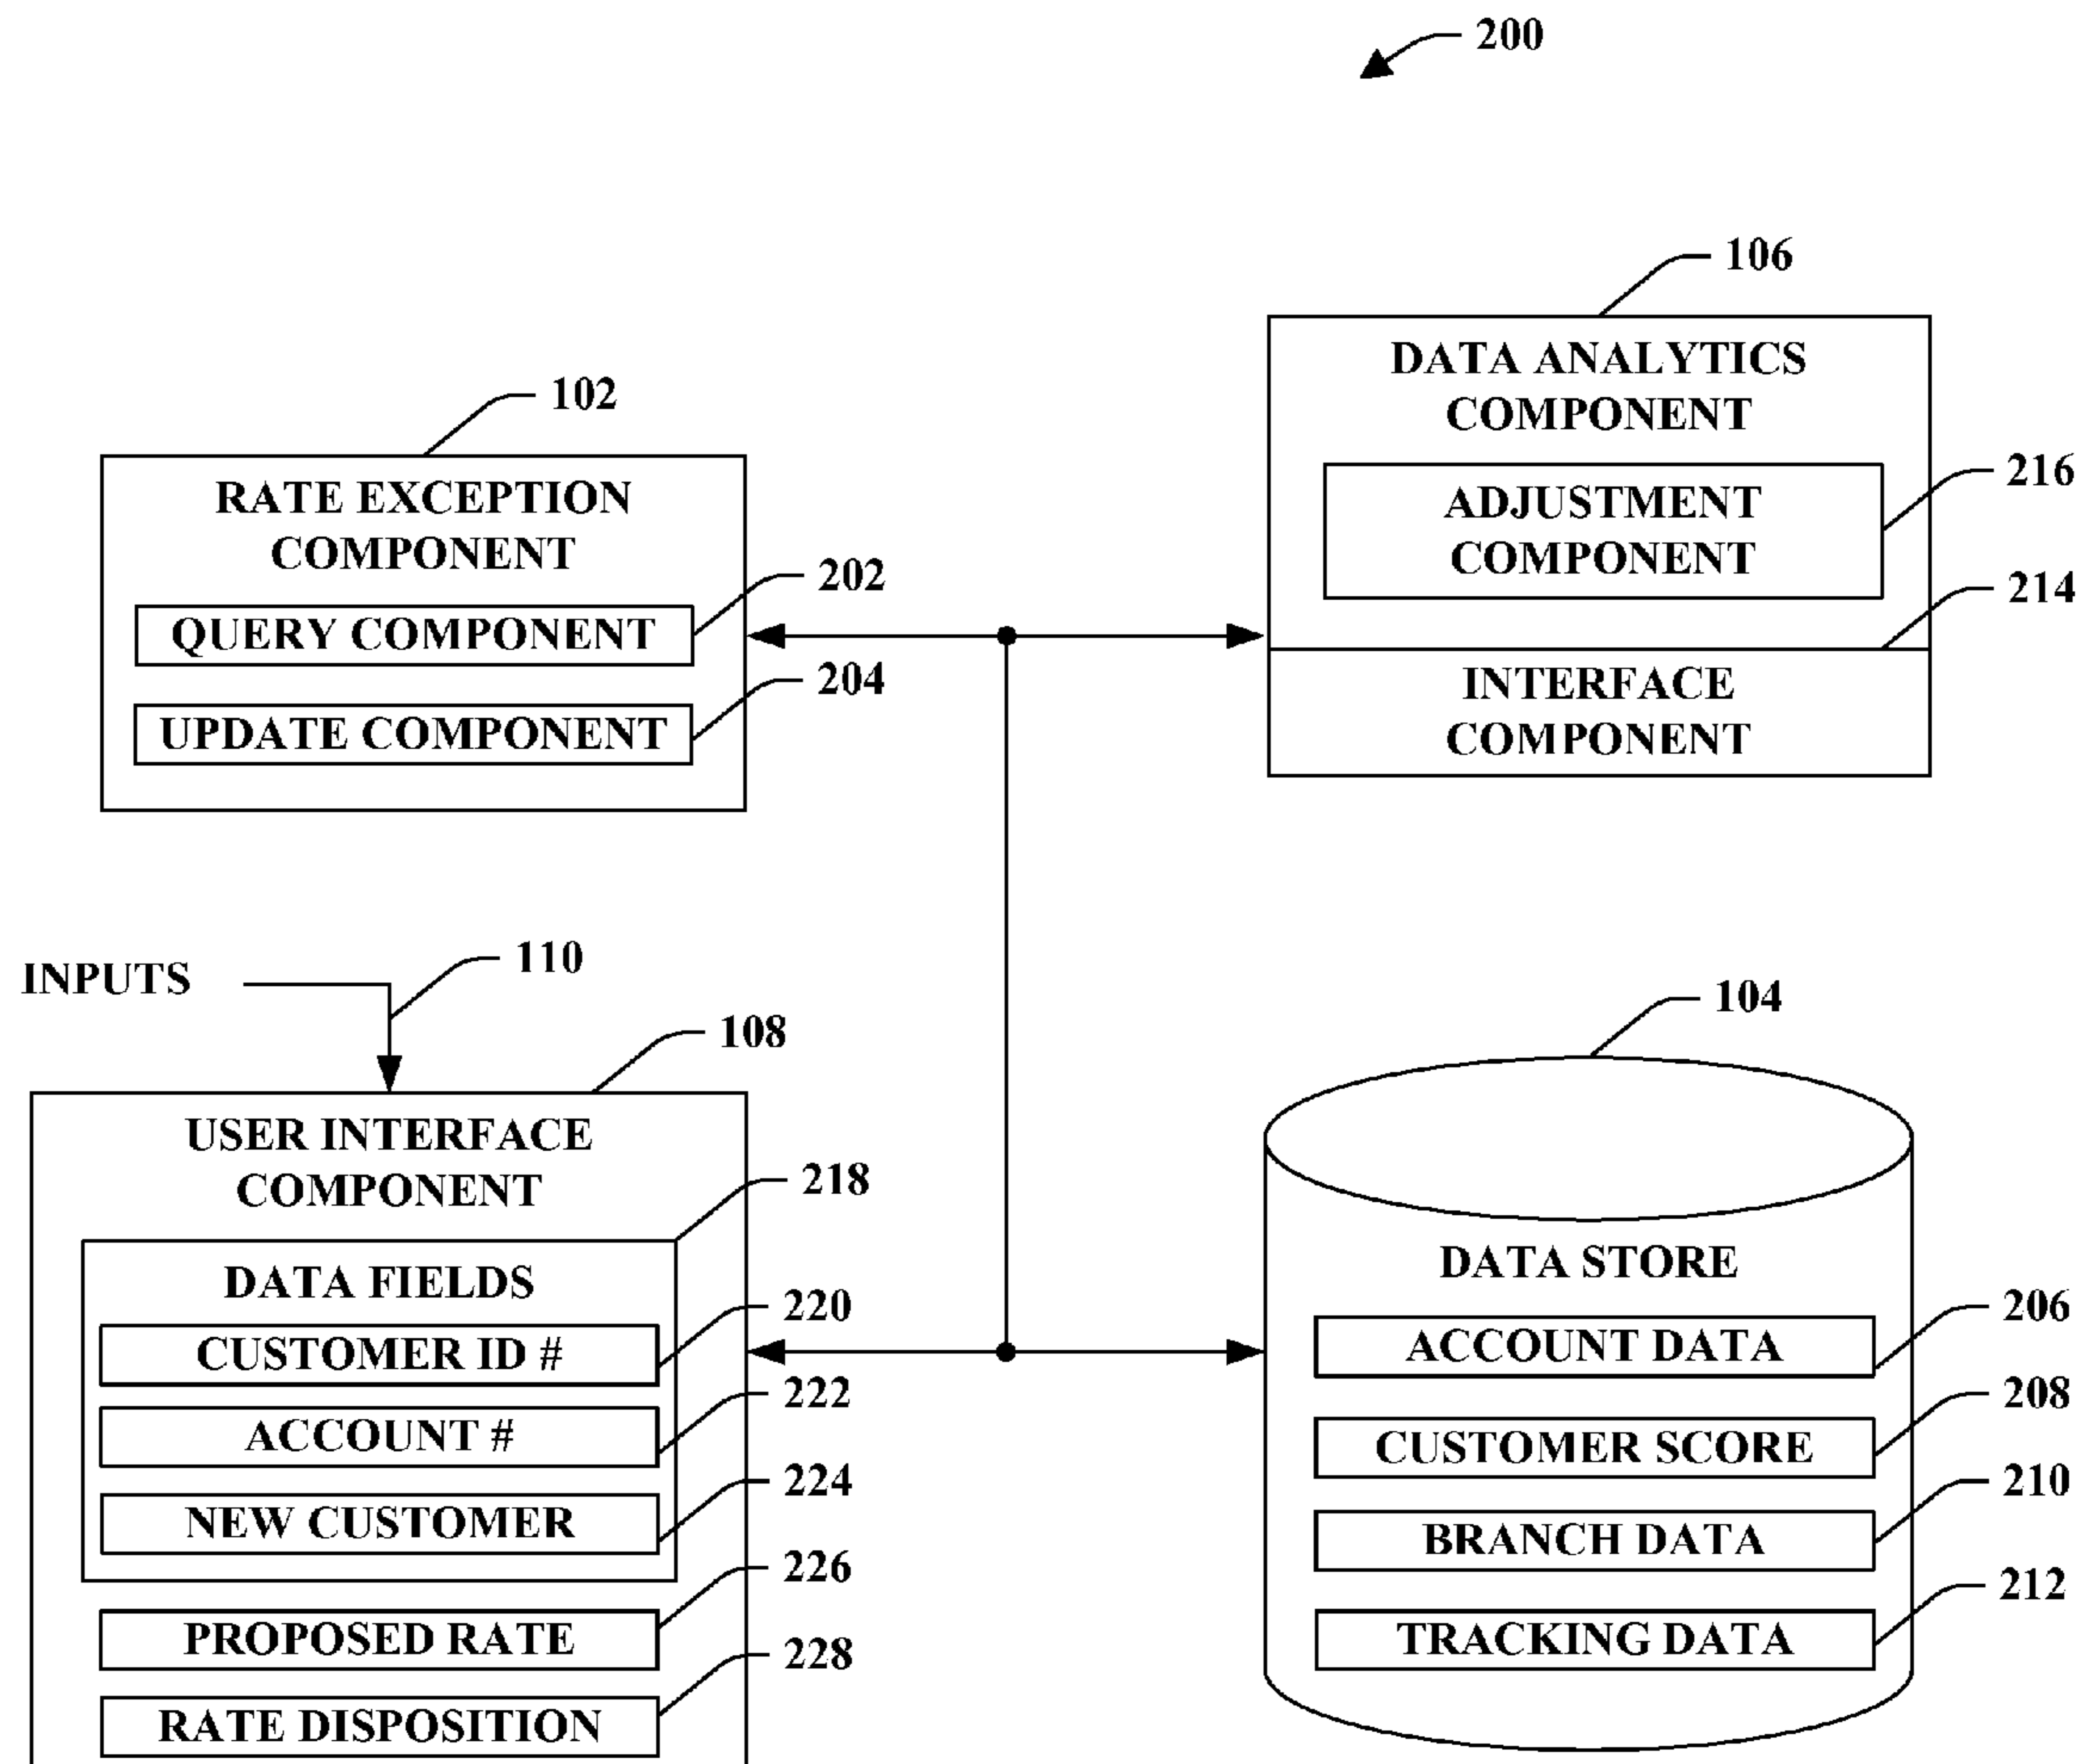 200
106
DATA ANALYTICS
COMPONENT
216
ADJUSTMENT
COMPONENT
214
INTERFACE
COMPONENT
102
RATE EXCEPTION
COMPONENT
202
QUERY COMPONENT
204
UPDATE COMPONENT
INPUTS
110
108
USER INTERFACE
COMPONENT
218
DATA FIELDS
220
CUSTOMER ID #
222
ACCOUNT #
224
NEW CUSTOMER
226
PROPOSED RATE
228
RATE DISPOSITION
104
DATA STORE
206
ACCOUNT DATA
208
CUSTOMER SCORE
210
BRANCH DATA
212
TRACKING DATA